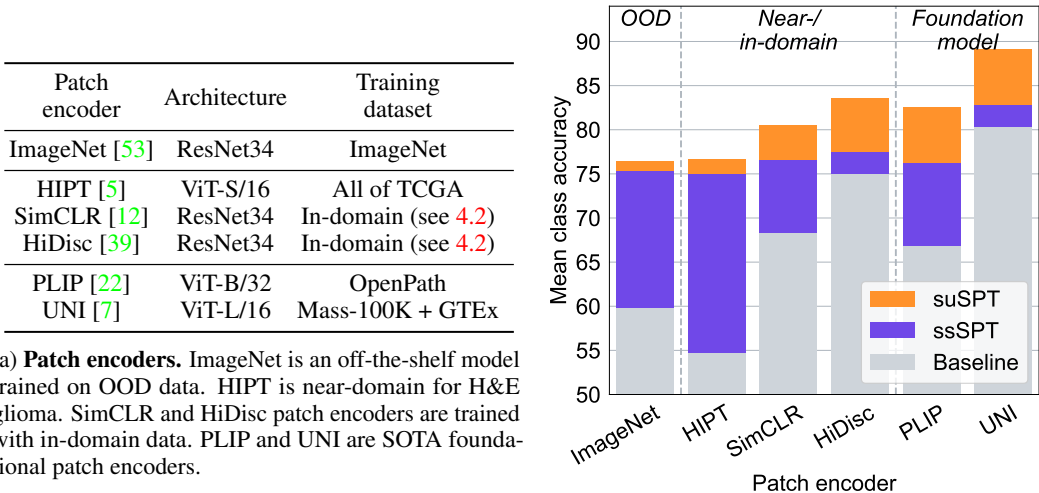 Patch encoder Architecture Training dataset
ImageNet [53] ResNet34 ImageNet
HIPT [5] ViT-S/16 All of TCGA
SimCLR [12] ResNet34 In-domain (see 4.2)
HiDisc [39] ResNet34 In-domain (see 4.2)
PLIP [22] ViT-B/32 OpenPath
UNI [7] ViT-L/16 Mass-100K + GTEx
a) Patch encoders. ImageNet is an off-the-shelf model
rained on OOD data. HIPT is near-domain for H&E
glioma. SimCLR and HiDisc patch encoders are trained
with in-domain data. PLIP and UNI are SOTA founda-
ional patch encoders.
OOD
Near-/
in-domain
Foundation
model
Mean class accuracy
90
85
80
75
70
65
60
55
50
suSPT
ssSPT
Baseline
ImageNet
HIPT
SimCLR
HiDisc
PLIP
UNI
Patch encoder